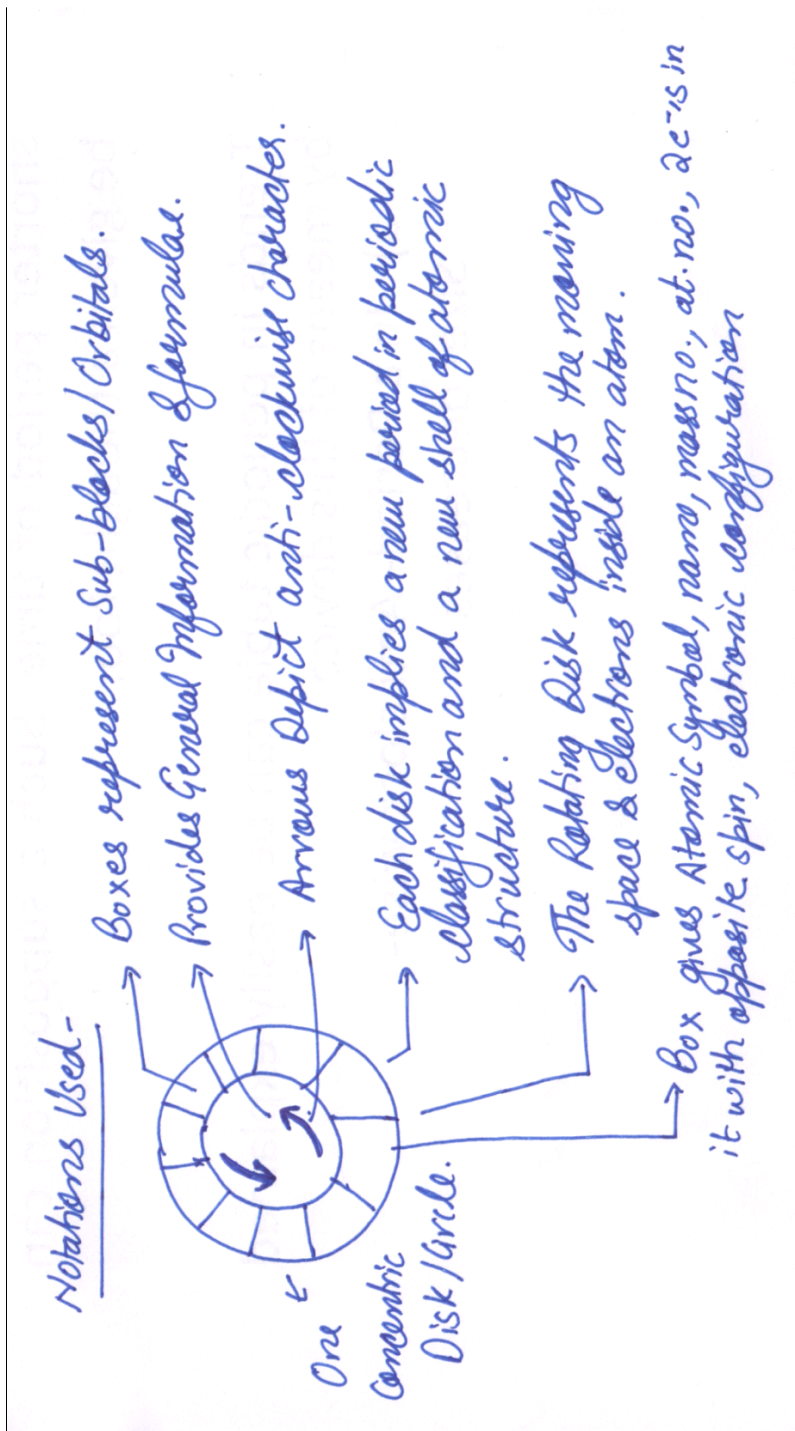 Notations Used-
Boxes represent Sub-blocks/Orbitals.
Provides General Information & formulae.
Arrows Depict anti-clockwise character.
Each disk implies a new period in periodic
classification and a new shell of atomic
structure.
The Rotating Disk represents the moving
space & electrons inside an atom.
Box gives Atomic Symbol, name, mass no., at. no., 2e-'s in
it with opposite spin, electronic configuration
One
Concentric
Disk/Circle.